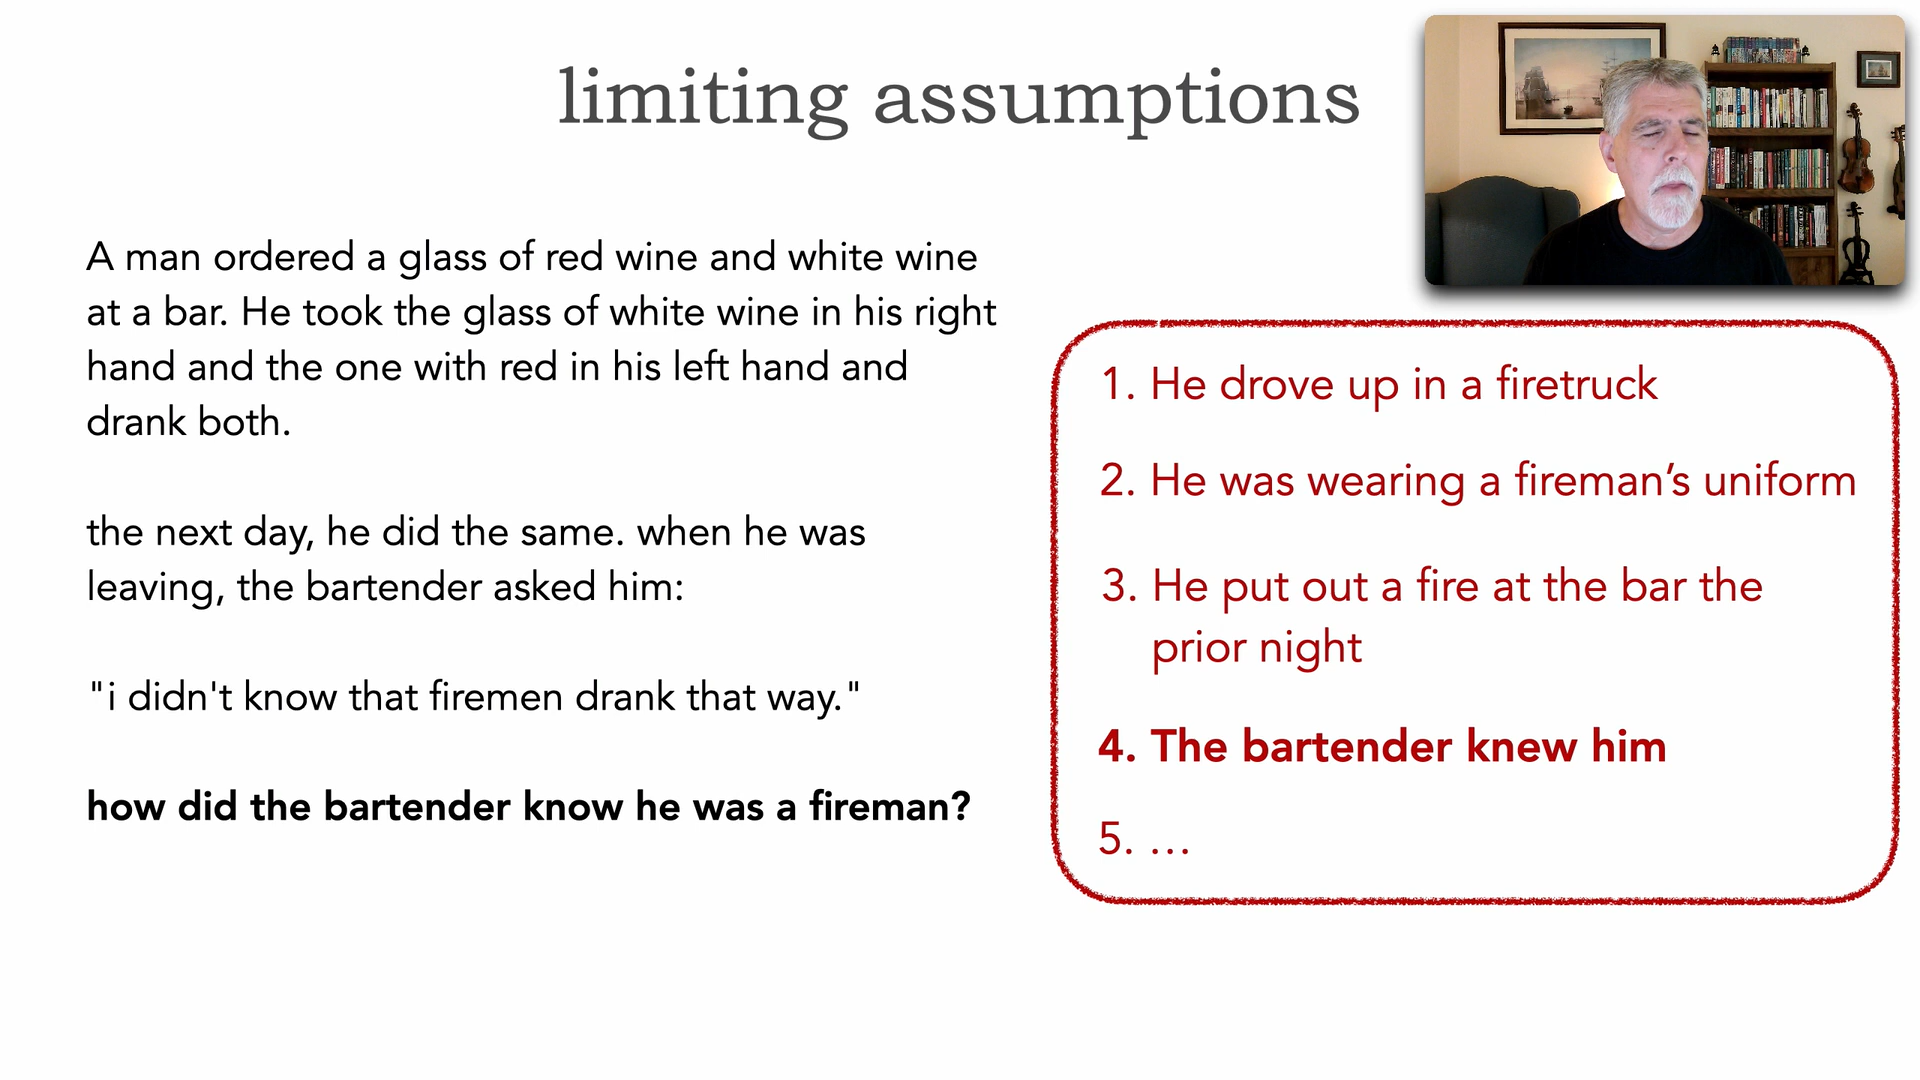 limiting assumptions
A man ordered a glass of red wine and white wine
at a bar. He took the glass of white wine in his right
hand and the one with red in his left hand and
drank both.
the next day, he did the same. when he was
leaving, the bartender asked him:
"i didn't know that firemen drank that way."
how did the bartender know he was a fireman?
1. He drove up in a firetruck
2. He was wearing a fireman’s uniform
3. He put out a fire at the bar the
prior night
4. The bartender knew him
5. …